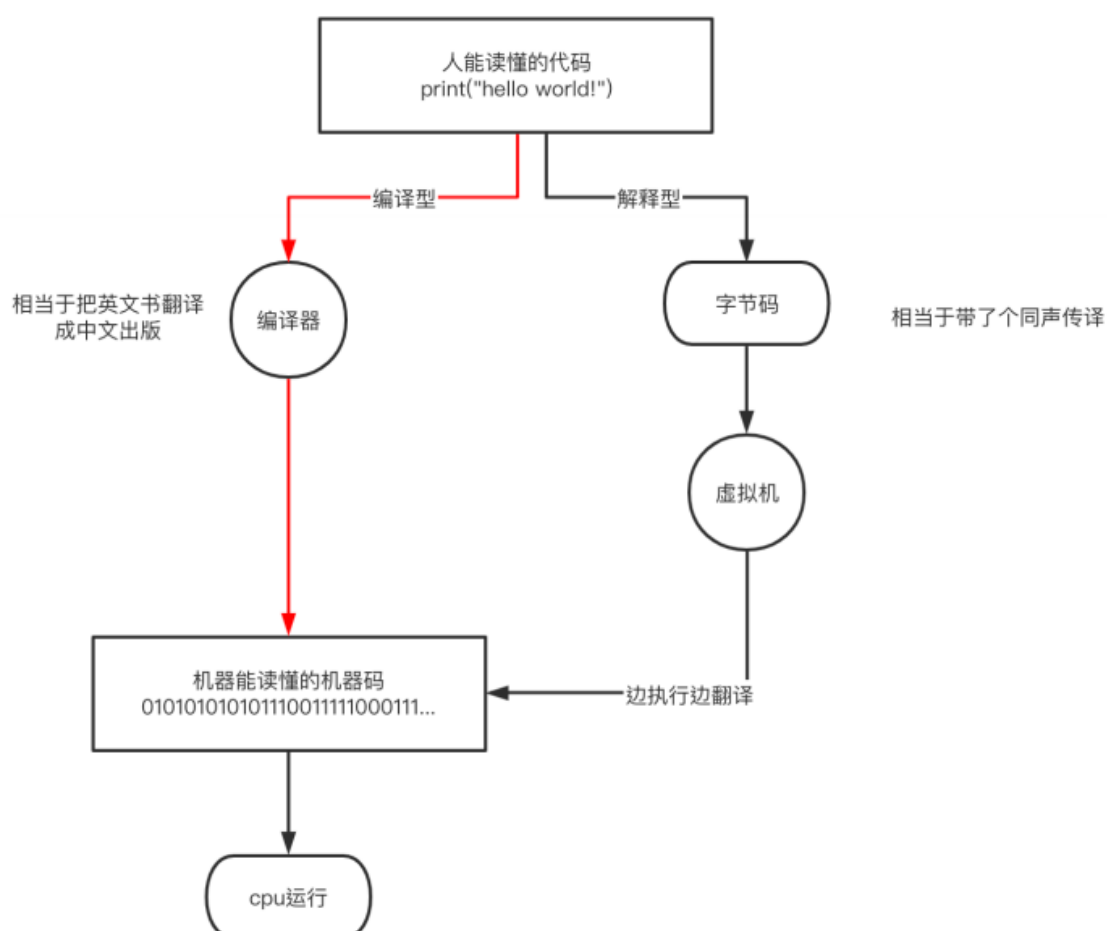 人能读懂的代码
print("hello world!")
编译型
解释型
相当于把英文书翻译
成中文出版
编译器
字节码
相当于带了个同声传译
虚拟机
机器能读懂的机器码
0101010101011100111110001111...
边执行边翻译
cpu运行